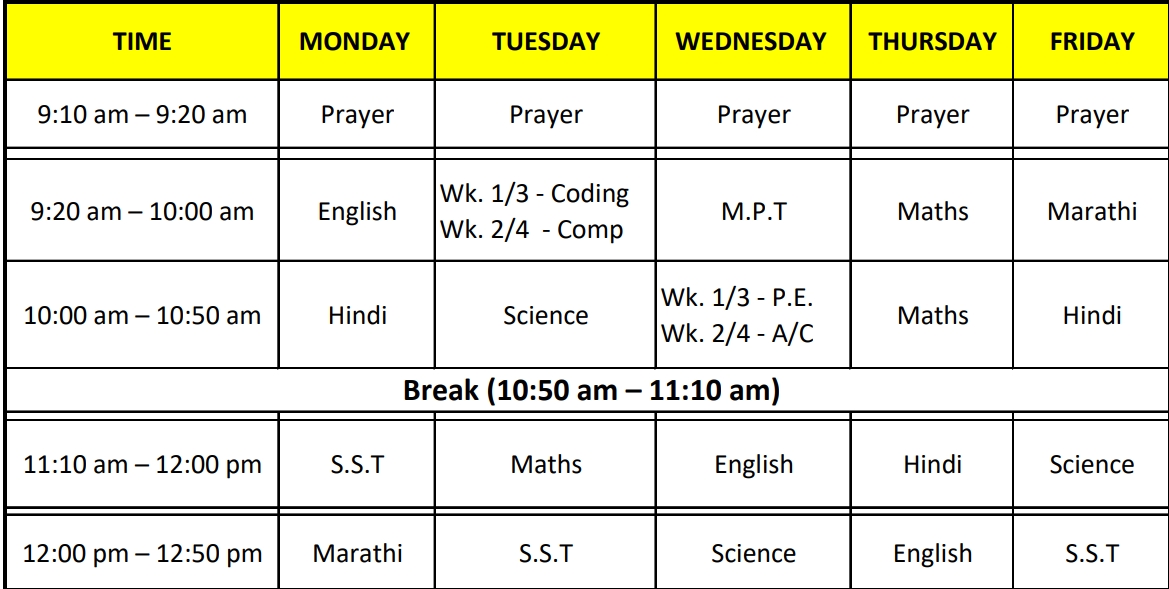 TIME MONDAY TUESDAY WEDNESDAY THURSDAY FRIDAY
9:10 am – 9:20 am Prayer Prayer Prayer Prayer Prayer
9:20 am – 10:00 am English Wk. 1/3 - Coding M.P.T Maths Marathi
Wk. 2/4  - Comp
10:00 am – 10:50 am Hindi Science Wk. 1/3 - P.E. Maths Hindi
Wk. 2/4 - A/C
Break (10:50 am – 11:10 am)
11:10 am – 12:00 pm S.S.T Maths English Hindi Science
12:00 pm – 12:50 pm Marathi S.S.T Science English S.S.T